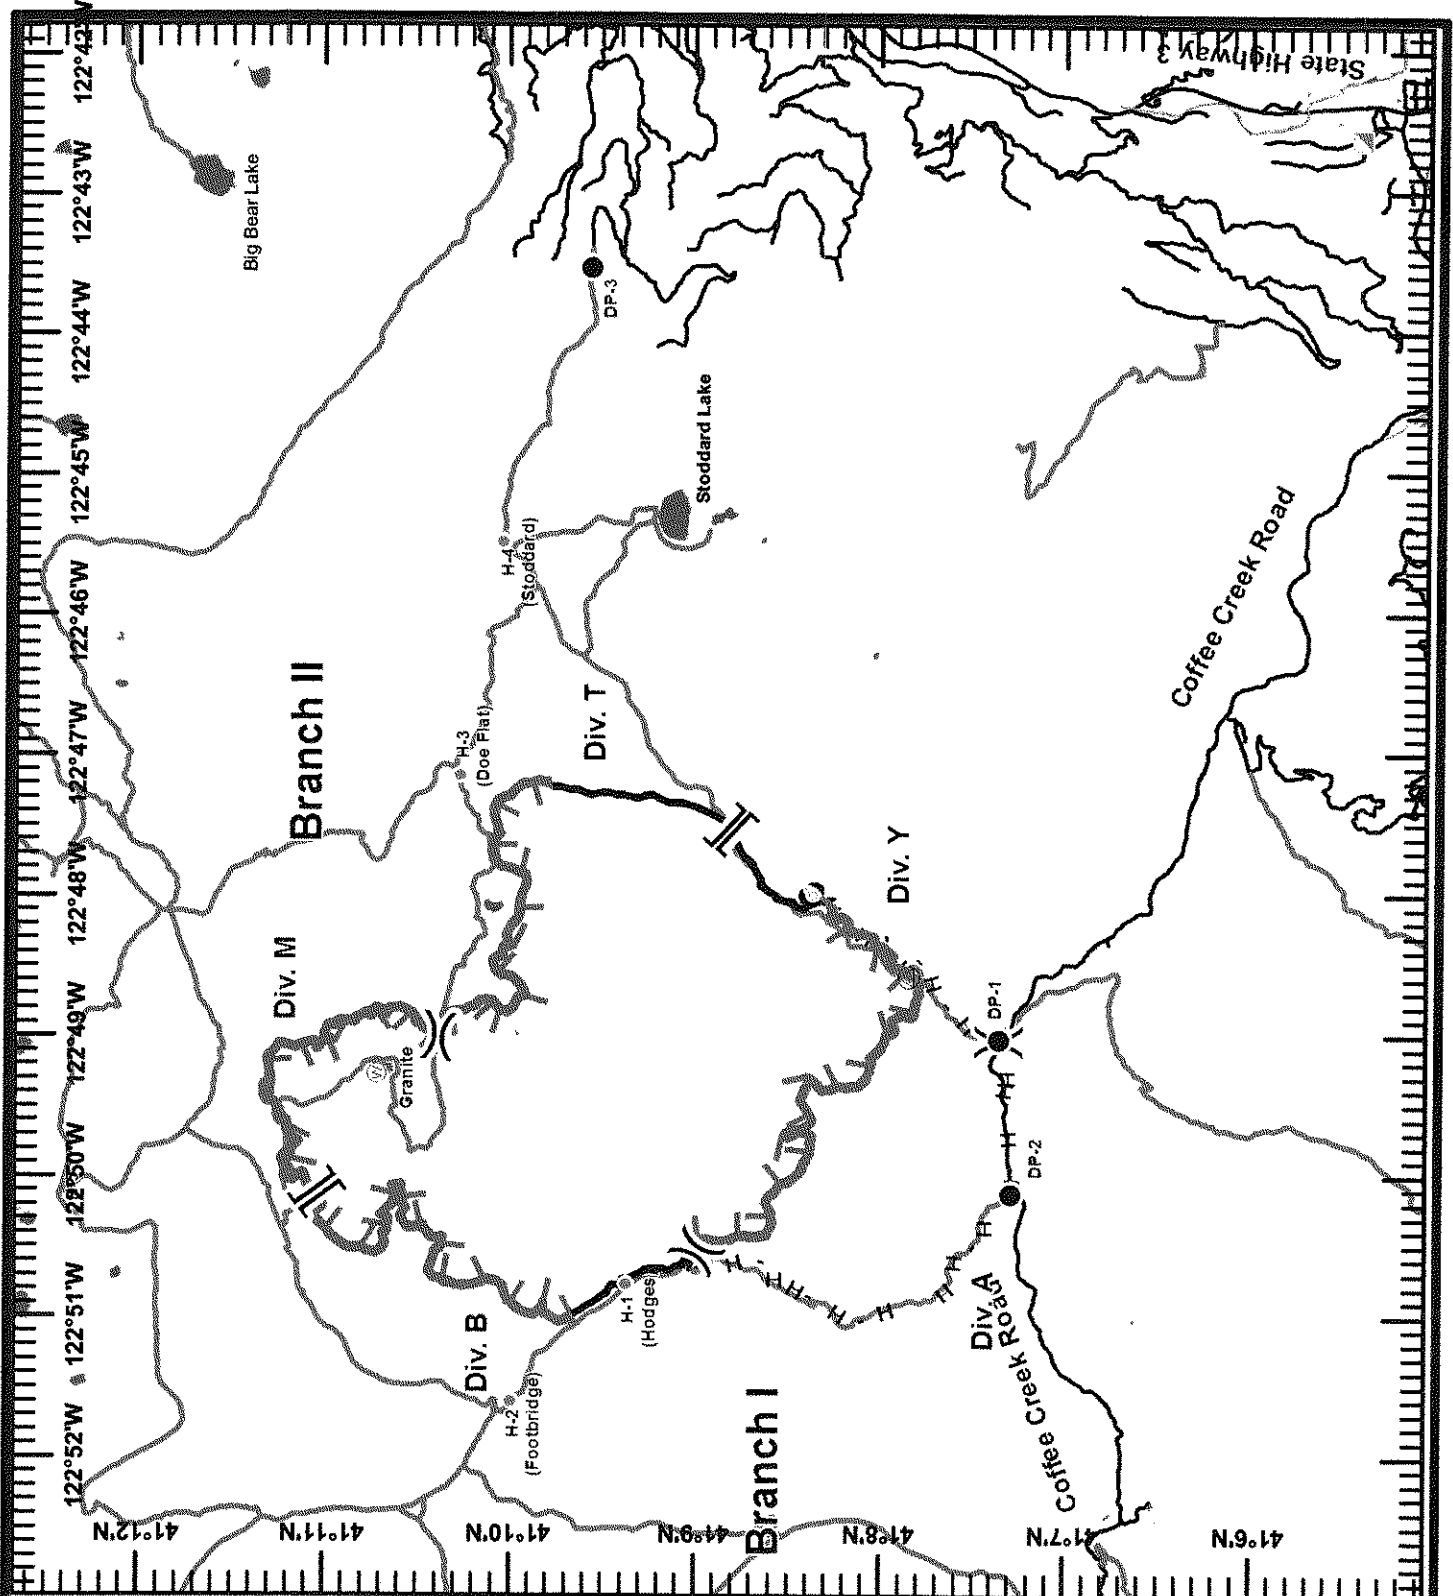 122°52'W
122°51'W
122°50'W
122°49'W
122°48'W
122°47'W
122°46'W
122°45'W
122°44'W
122°43'W
122°42'W
41°12'N
41°11'N
41°10'N
41°9'N
41°8'N
41°7'N
41°6'N
Big Bear Lake
State Highway 3
DP-3
Stoddard Lake
H-4
(Stoddard)
Branch II
H-3
(Doe Flat)
Div. T
Div. M
Granite
Div. Y
Coffee Creek Road
DP-1
H
H
H
H
DP-2
Div. B
H-2
(Footbridge)
H-1
(Hodges)
H
H
H
H
H
H
H
H
H
Div. A
Coffee Creek Road
Branch I